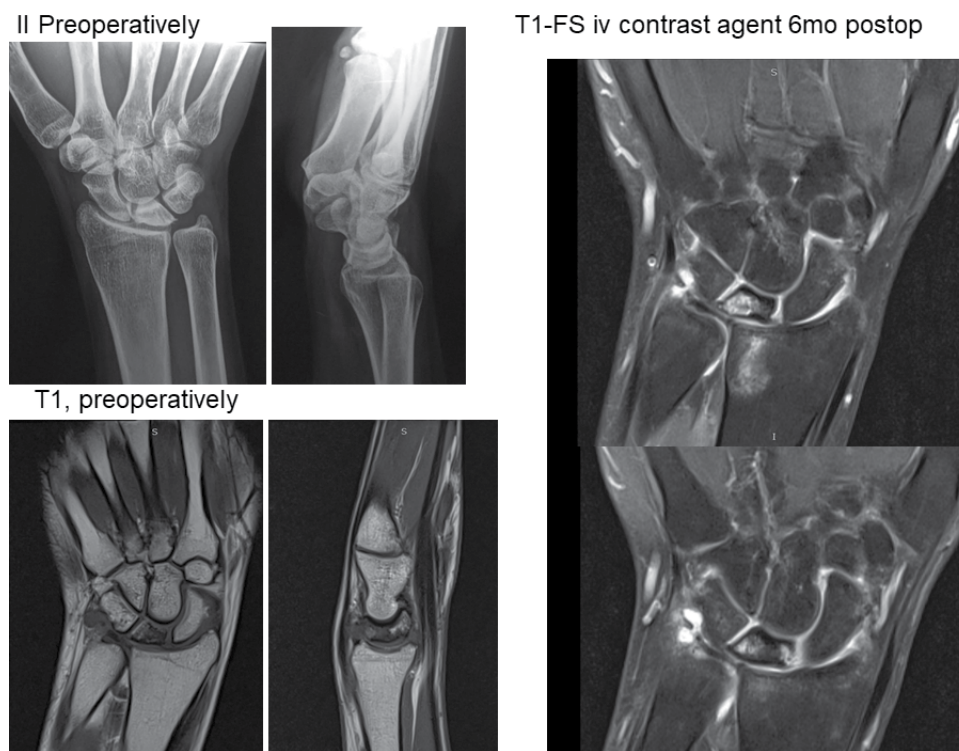 II Preoperatively
T1-FS iv contrast agent 6mo postop
S
I
T1, preoperatively
S
S